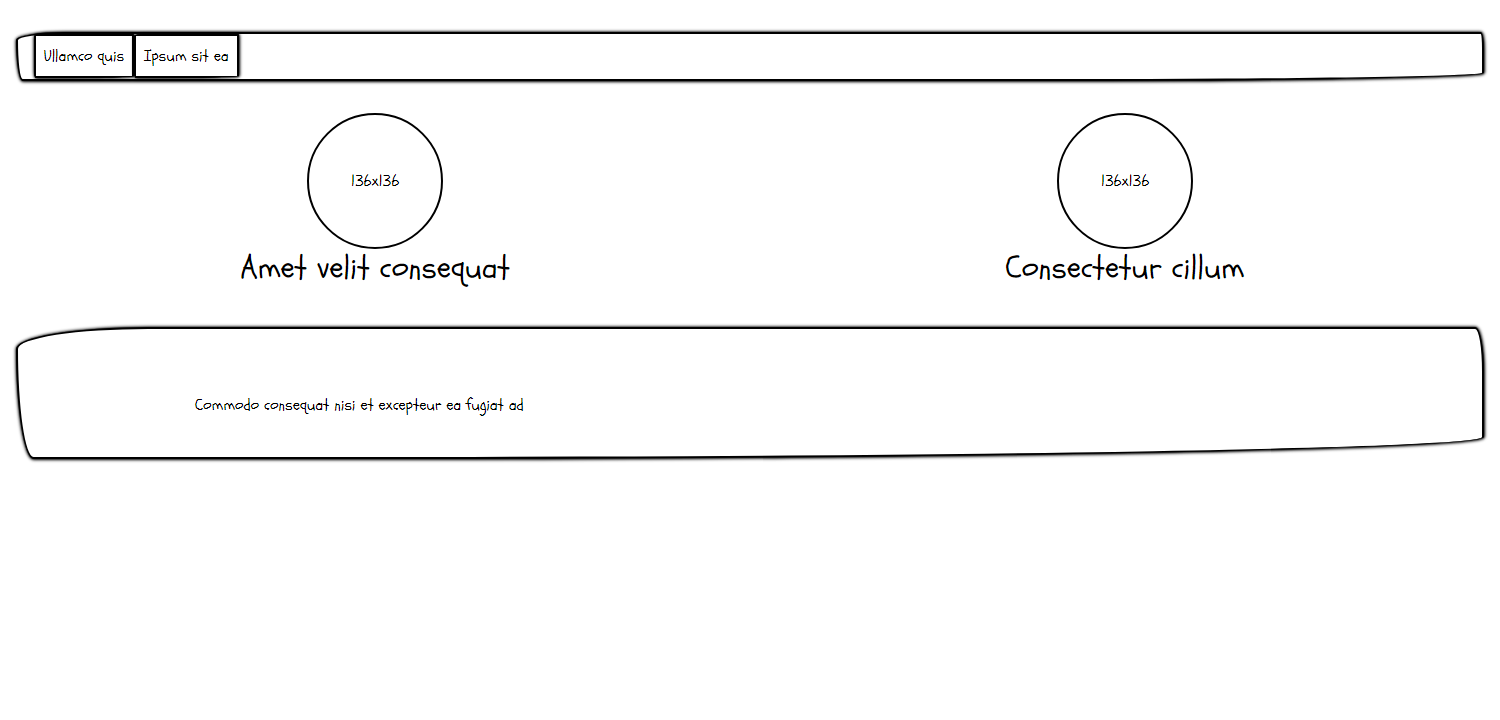 Ullamco quis
Ipsum sit ea
136x136
136x136
Amet velit consequat
Consectetur cillum
Commodo consequat nisi et excepteur ea fugiat ad